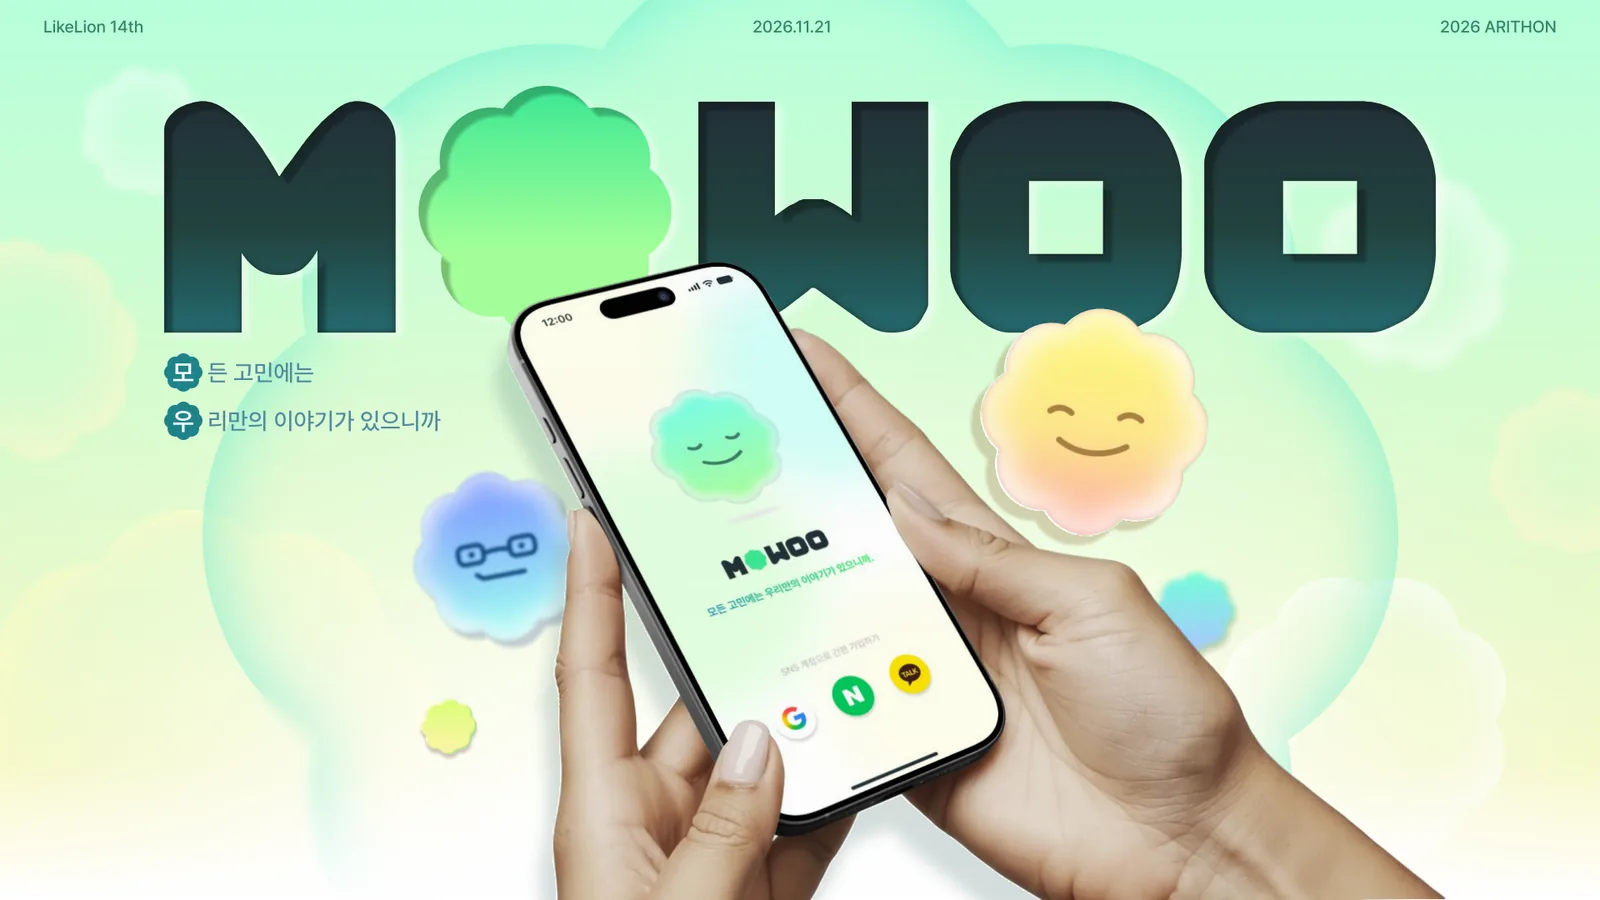 LikeLion 14th
2026.11.21
2026 ARITHON
MOWOO
모든 고민에는
우리만의 이야기가 있으니까
12:00
MOWOO
모든 고민에는 우리만의 이야기가 있으니까.
SNS 계정으로 간편 가입하기
G
N
TALK